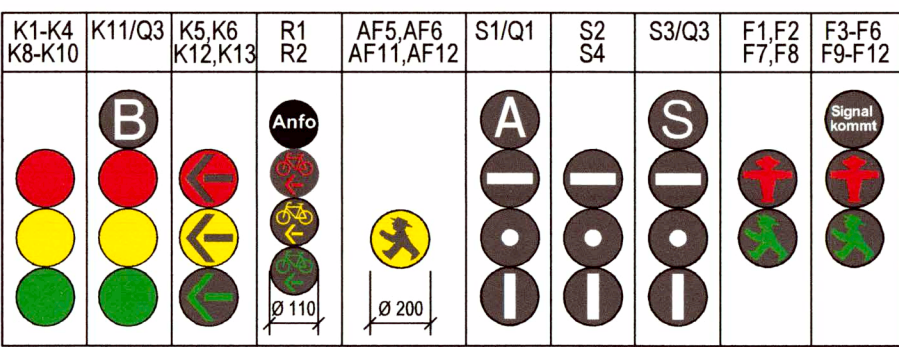 K1-K4
K8-K10
K11/Q3
K5,K6
K12,K13
R1
R2
AF5,AF6
AF11,AF12
S1/Q1
S2
S4
S3/Q3
F1,F2
F7,F8
F3-F6
F9-F12
B
Anfo
A
S
Signal
kommt
Ø 110
Ø 200